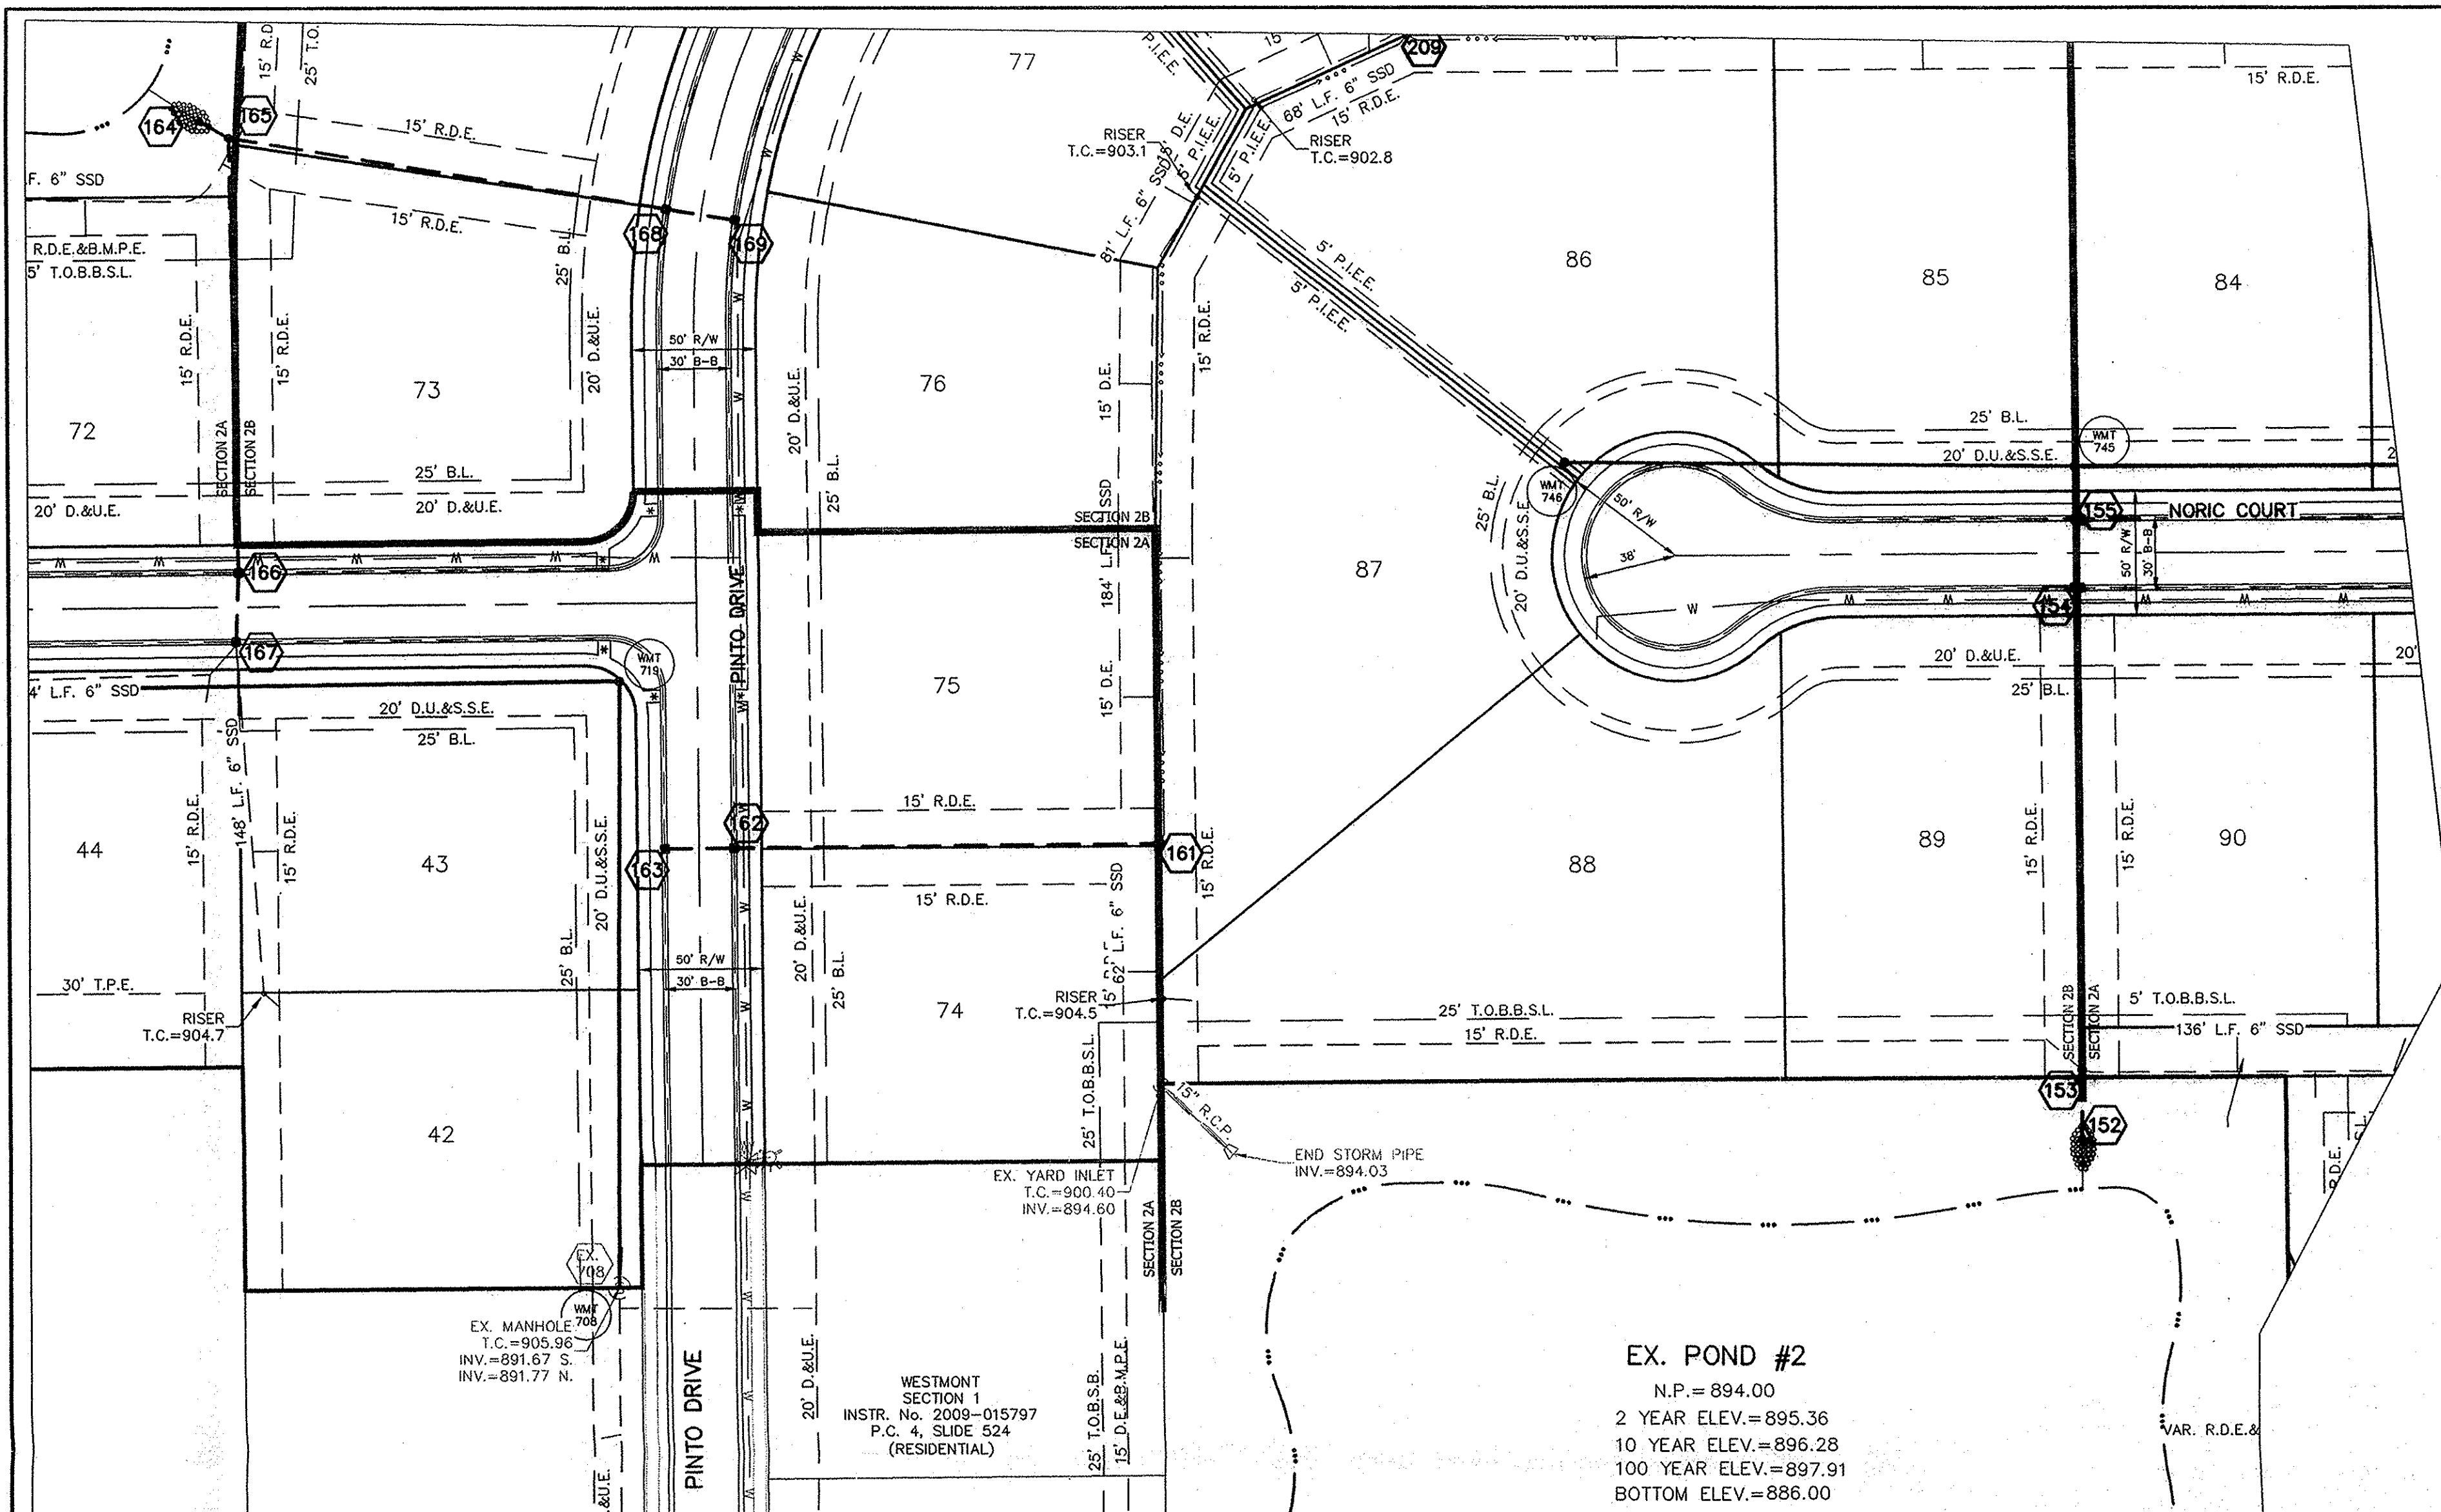 15' R.D
25' T.O.
77
P.I.E.E.
15'
209
68' L.F. 6" SSD
15' R.D.E.
15' R.D.E.
164
165
15' R.D.E.
RISER
T.C.=903.1
15' D.E.
5' P.I.E.E.
5' P.I.E.E.
RISER
T.C.=902.8
.F. 6" SSD
15' R.D.E.
81' L.F. 6" SSD
R.D.E.&B.M.P.E.
5' T.O.B.B.S.L.
168
169
25' B.L.
5' P.I.E.E.
5' P.I.E.E.
86
85
84
15' R.D.E.
15' R.D.E.
20' D.&U.E.
50' R/W
30' B-B
W
15' R.D.E.
73
76
15' D.E.
72
20' D.&U.E.
25' B.L.
SECTION 2A
SECTION 2B
25' B.L.
20' D.&U.E.
20' D.&U.E.
25' B.L.
WMT
745
20' D.U.&S.S.E.
2
WMT
746
50' R/W
25' B.L.
20' D.U.&S.S.E.
155
NORIC COURT
184' L.F. SSD
SECTION 2B
SECTION 2A
87
38'
50' R/W
30' B-B
166
W
154
167
WMT
719
PINTO DRIVE
75
15' D.E.
20' D.&U.E.
20'
25' B.L.
4' L.F. 6" SSD
20' D.U.&S.S.E.
25' B.L.
148' L.F. 6" SSD
15' R.D.E.
15' R.D.E.
44
43
20' D.U.&S.S.E.
162
15' R.D.E.
163
161
15' R.D.E.
88
89
90
15' R.D.E.
15' R.D.E.
15' R.D.E.
62' L.F. 6" SSD
25' B.L.
50' R/W
30' B-B
20' D.&U.E.
25' B.L.
74
30' T.P.E.
RISER
T.C.=904.7
RISER
T.C.=904.5
25' T.O.B.B.S.L.
15' R.D.E.
SECTION 2B
SECTION 2A
5' T.O.B.B.S.L.
136' L.F. 6" SSD
25' T.O.B.B.S.L.
153
152
42
15" R.C.P.
END STORM PIPE
INV.=894.03
EX. YARD INLET
T.C.=900.40
INV.=894.60
SECTION 2A
SECTION 2B
R.D.E.
EX.
708
WMT
708
EX. MANHOLE
T.C.=905.96
INV.=891.67 S.
INV.=891.77 N.
PINTO DRIVE
20' D.&U.E.
WESTMONT
SECTION 1
INSTR. No. 2009-015797
P.C. 4, SLIDE 524
(RESIDENTIAL)
25' T.O.B.S.B.
15' D.E.&B.M.P.E.
EX. POND #2
N.P.= 894.00
2 YEAR ELEV.=895.36
10 YEAR ELEV.=896.28
100 YEAR ELEV.=897.91
BOTTOM ELEV.=886.00
VAR. R.D.E.&
.&U.E.